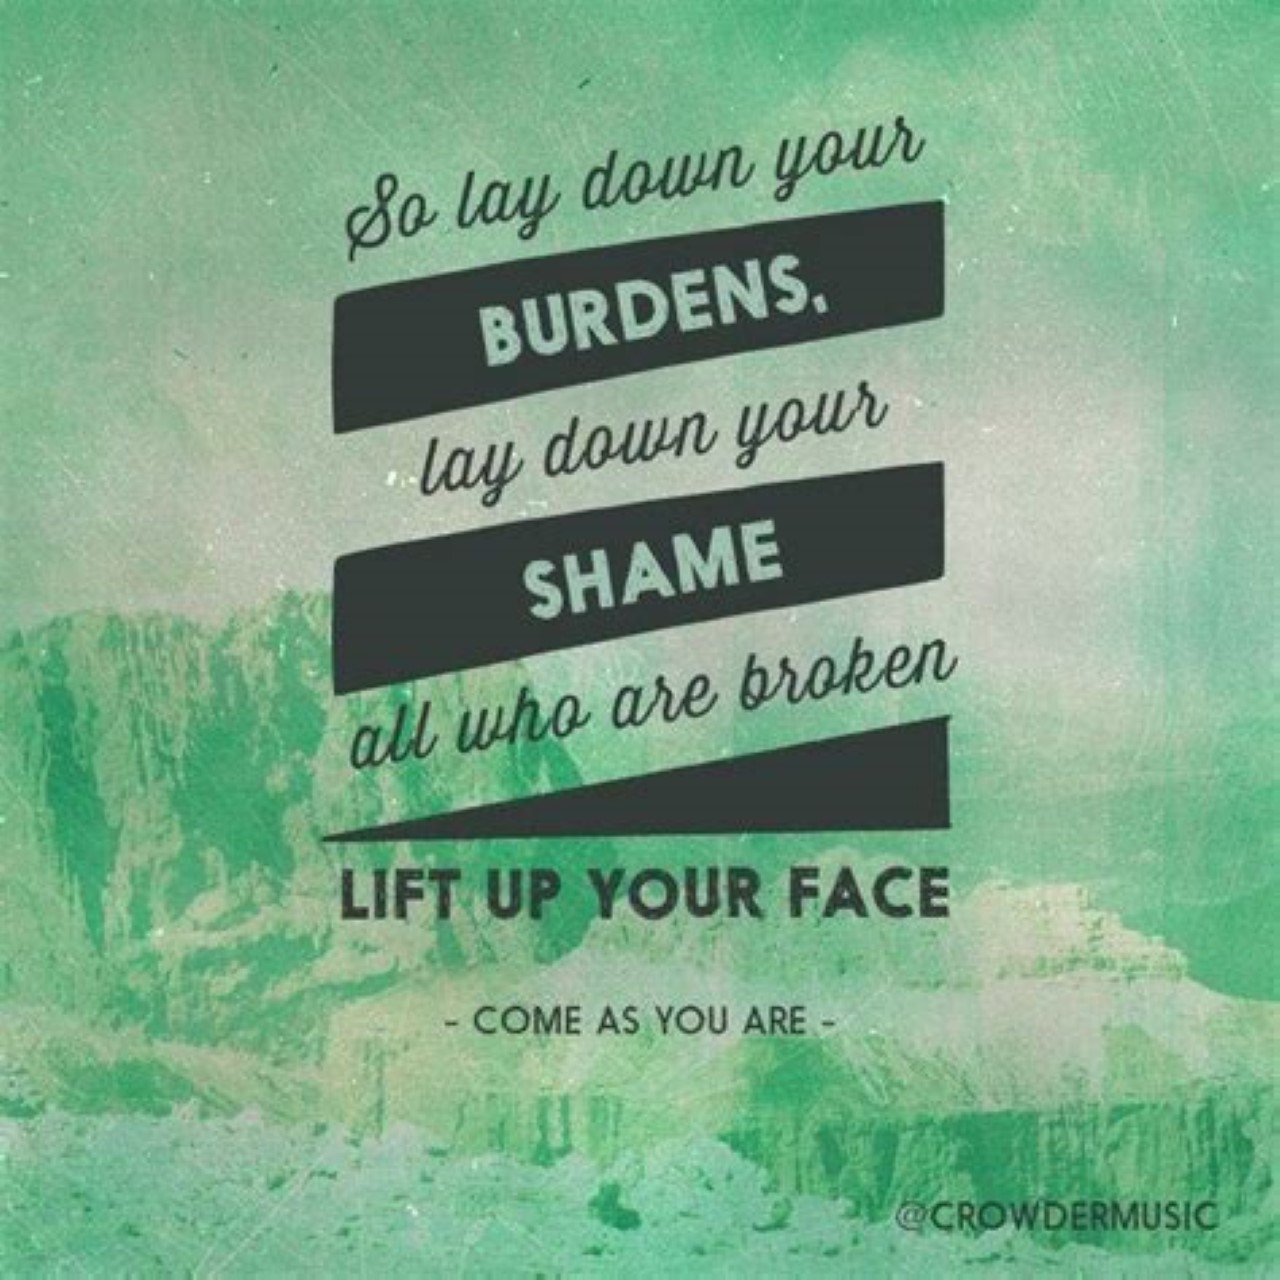 So lay down your
BURDENS,
lay down your
SHAME
all who are broken
LIFT UP YOUR FACE
- COME AS YOU ARE -
@CROWDERMUSIC